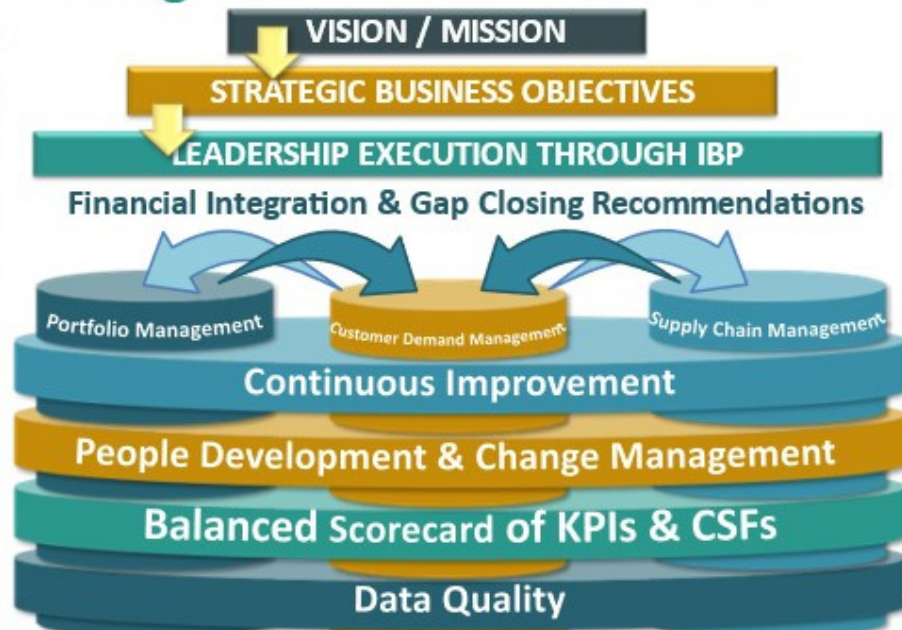 VISION / MISSION
STRATEGIC BUSINESS OBJECTIVES
LEADERSHIP EXECUTION THROUGH IBP
Financial Integration & Gap Closing Recommendations
Portfolio Management
Customer Demand Management
Supply Chain Management
Continuous Improvement
People Development & Change Management
Balanced Scorecard of KPIs & CSFs
Data Quality